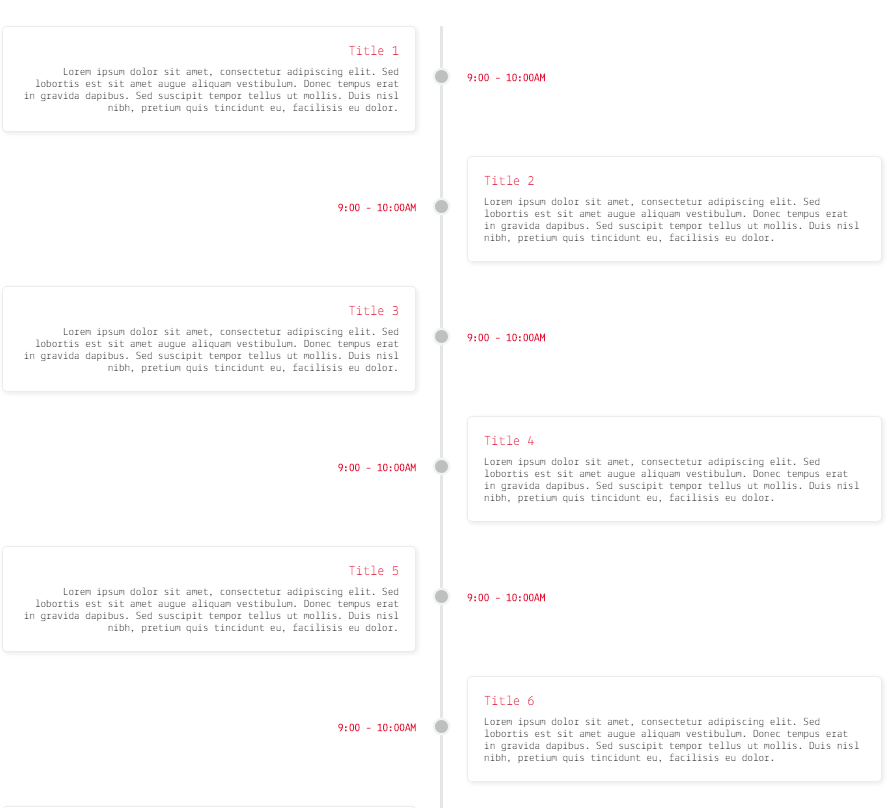 Title 1
Lorem ipsum dolor sit amet, consectetur adipiscing elit. Sed
lobortis est sit amet augue aliquam vestibulum. Donec tempus erat
in gravida dapibus. Sed suscipit tempor tellus ut mollis. Duis nisl
nibh, pretium quis tincidunt eu, facilisis eu dolor.
9:00 - 10:00AM
9:00 - 10:00AM
Title 2
Lorem ipsum dolor sit amet, consectetur adipiscing elit. Sed
lobortis est sit amet augue aliquam vestibulum. Donec tempus erat
in gravida dapibus. Sed suscipit tempor tellus ut mollis. Duis nisl
nibh, pretium quis tincidunt eu, facilisis eu dolor.
Title 3
Lorem ipsum dolor sit amet, consectetur adipiscing elit. Sed
lobortis est sit amet augue aliquam vestibulum. Donec tempus erat
in gravida dapibus. Sed suscipit tempor tellus ut mollis. Duis nisl
nibh, pretium quis tincidunt eu, facilisis eu dolor.
9:00 - 10:00AM
9:00 - 10:00AM
Title 4
Lorem ipsum dolor sit amet, consectetur adipiscing elit. Sed
lobortis est sit amet augue aliquam vestibulum. Donec tempus erat
in gravida dapibus. Sed suscipit tempor tellus ut mollis. Duis nisl
nibh, pretium quis tincidunt eu, facilisis eu dolor.
Title 5
Lorem ipsum dolor sit amet, consectetur adipiscing elit. Sed
lobortis est sit amet augue aliquam vestibulum. Donec tempus erat
in gravida dapibus. Sed suscipit tempor tellus ut mollis. Duis nisl
nibh, pretium quis tincidunt eu, facilisis eu dolor.
9:00 - 10:00AM
9:00 - 10:00AM
Title 6
Lorem ipsum dolor sit amet, consectetur adipiscing elit. Sed
lobortis est sit amet augue aliquam vestibulum. Donec tempus erat
in gravida dapibus. Sed suscipit tempor tellus ut mollis. Duis nisl
nibh, pretium quis tincidunt eu, facilisis eu dolor.